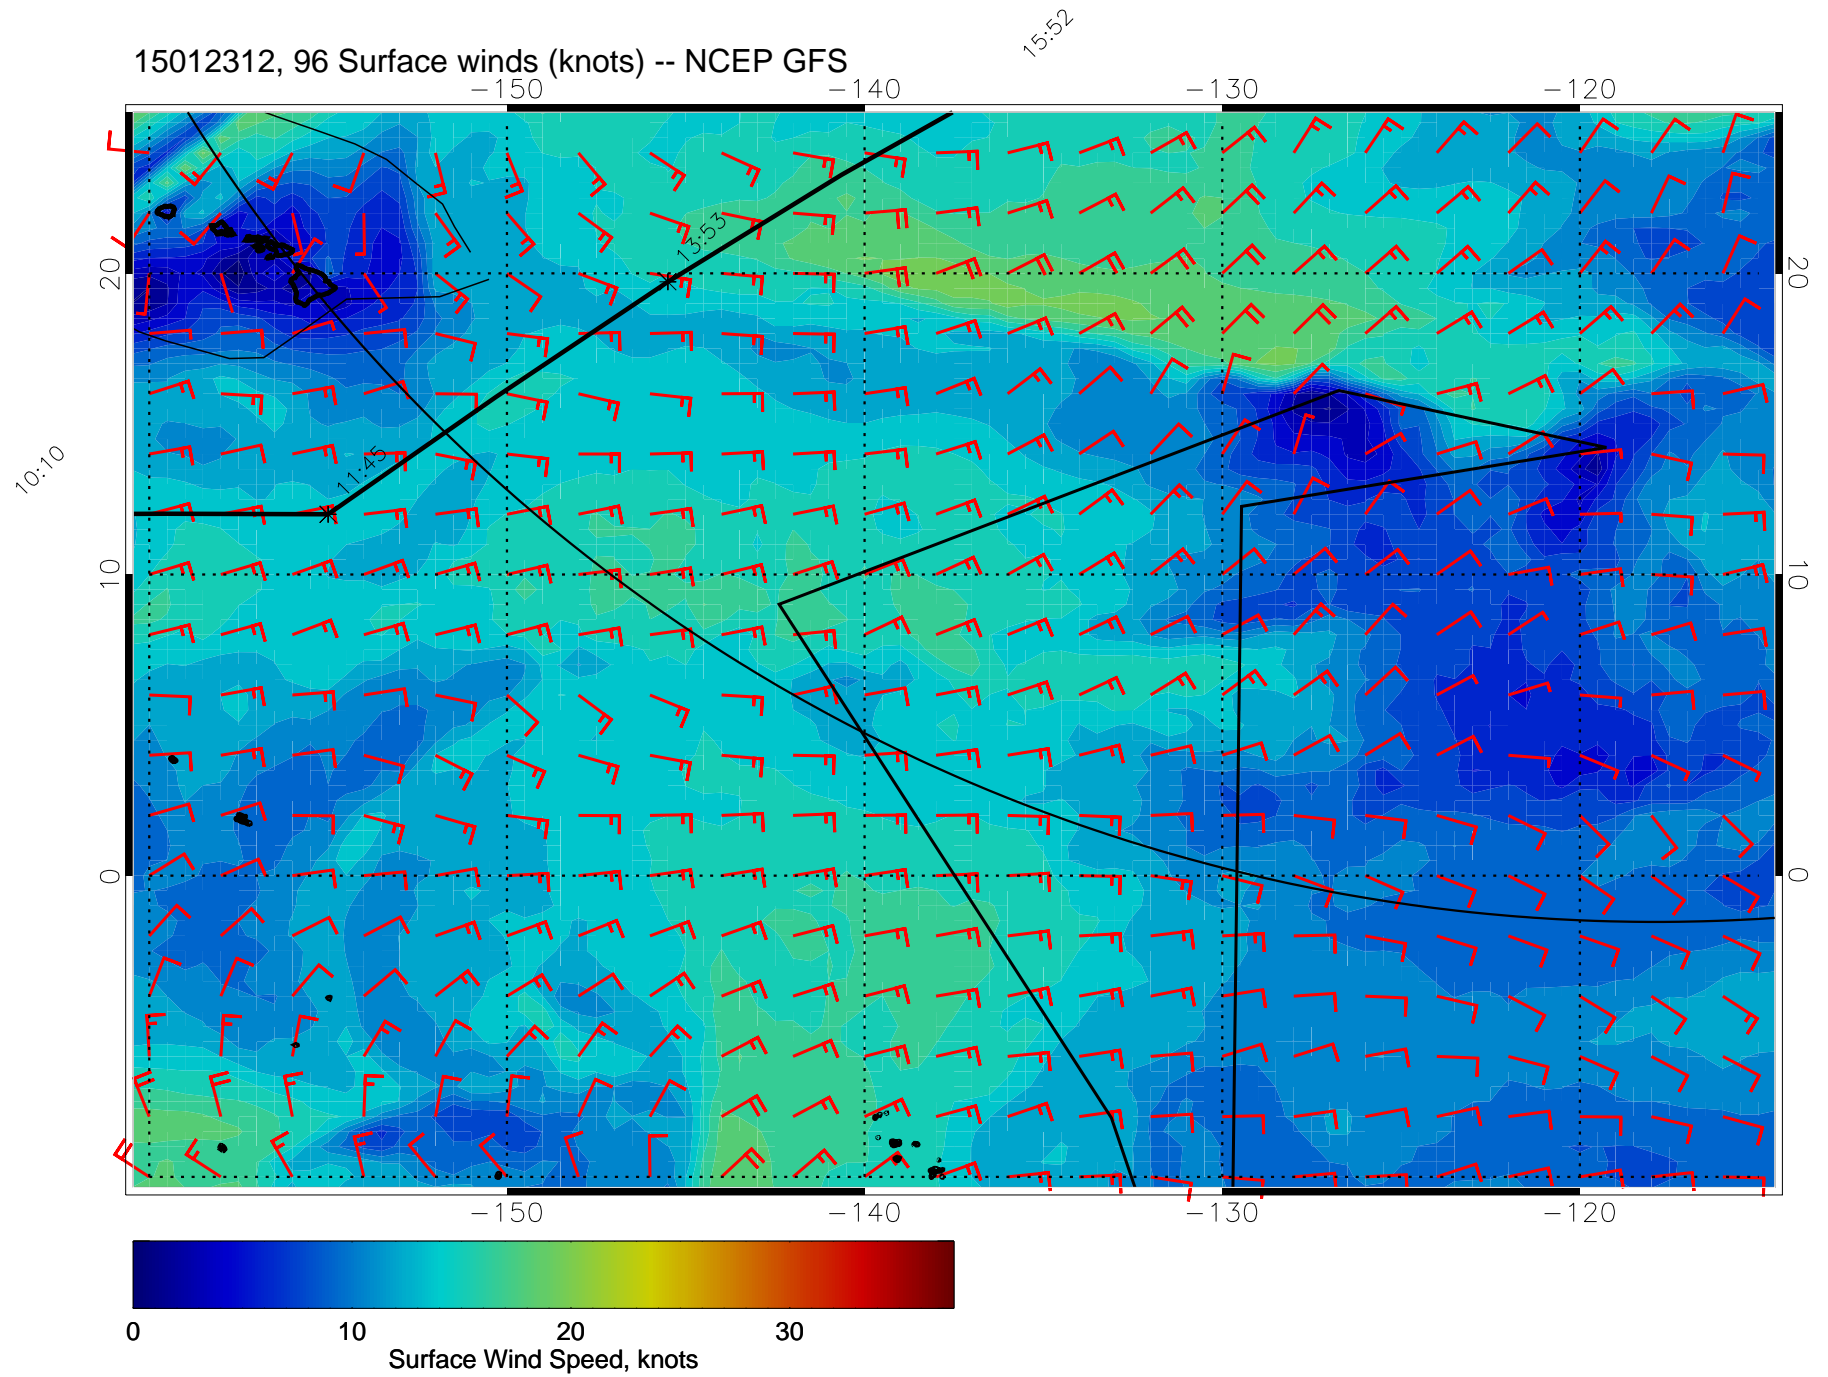 15:52
15012312, 96 Surface winds (knots) -- NCEP GFS
−150 −140 −130 −120
13:53
20 20
11:45
10:10
10 10
0 0
−150 −140 −130 −120
0 10 20 30
Surface Wind Speed, knots